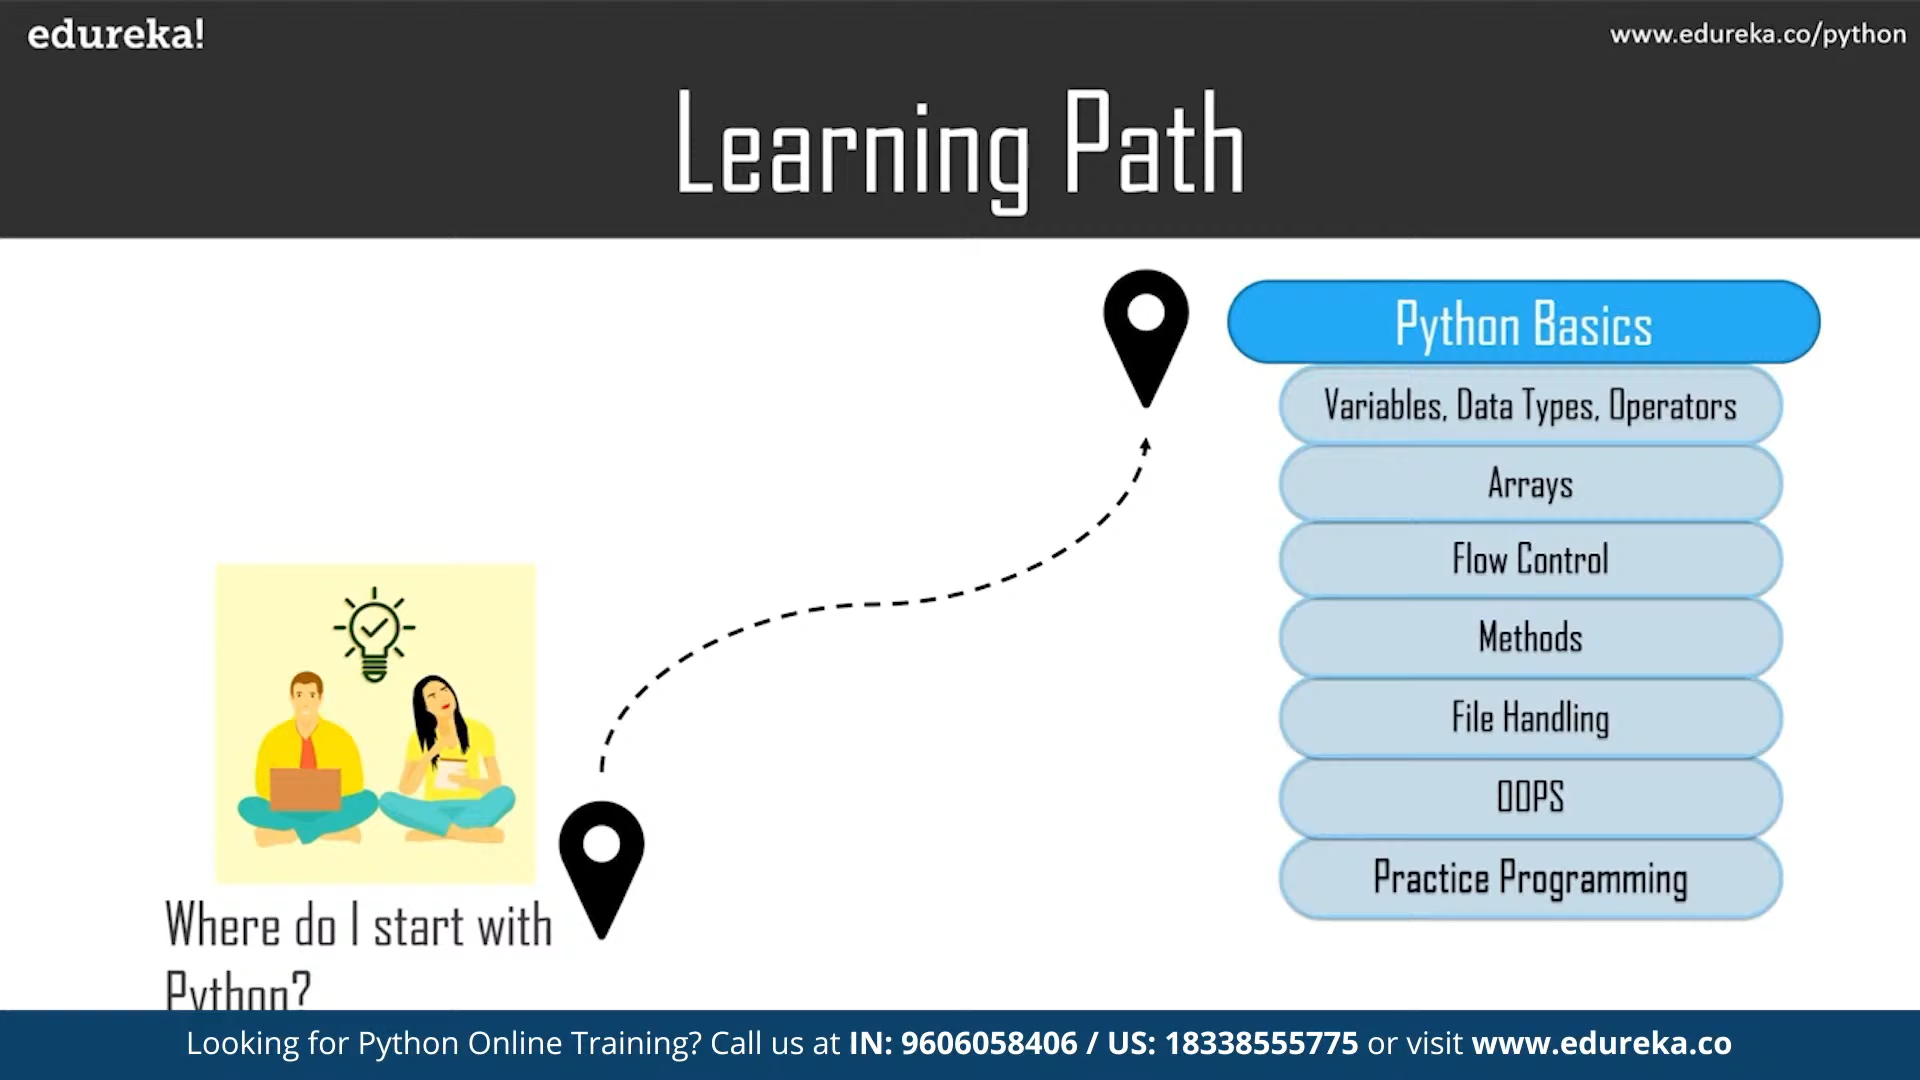 edureka!
www.edureka.co/python
Learning Path
Python Basics
Variables, Data Types, Operators
Arrays
Flow Control
Methods
File Handling
OOPS
Practice Programming
Where do I start with
Python?
Looking for Python Online Training? Call us at IN: 9606058406 / US: 18338555775 or visit www.edureka.co